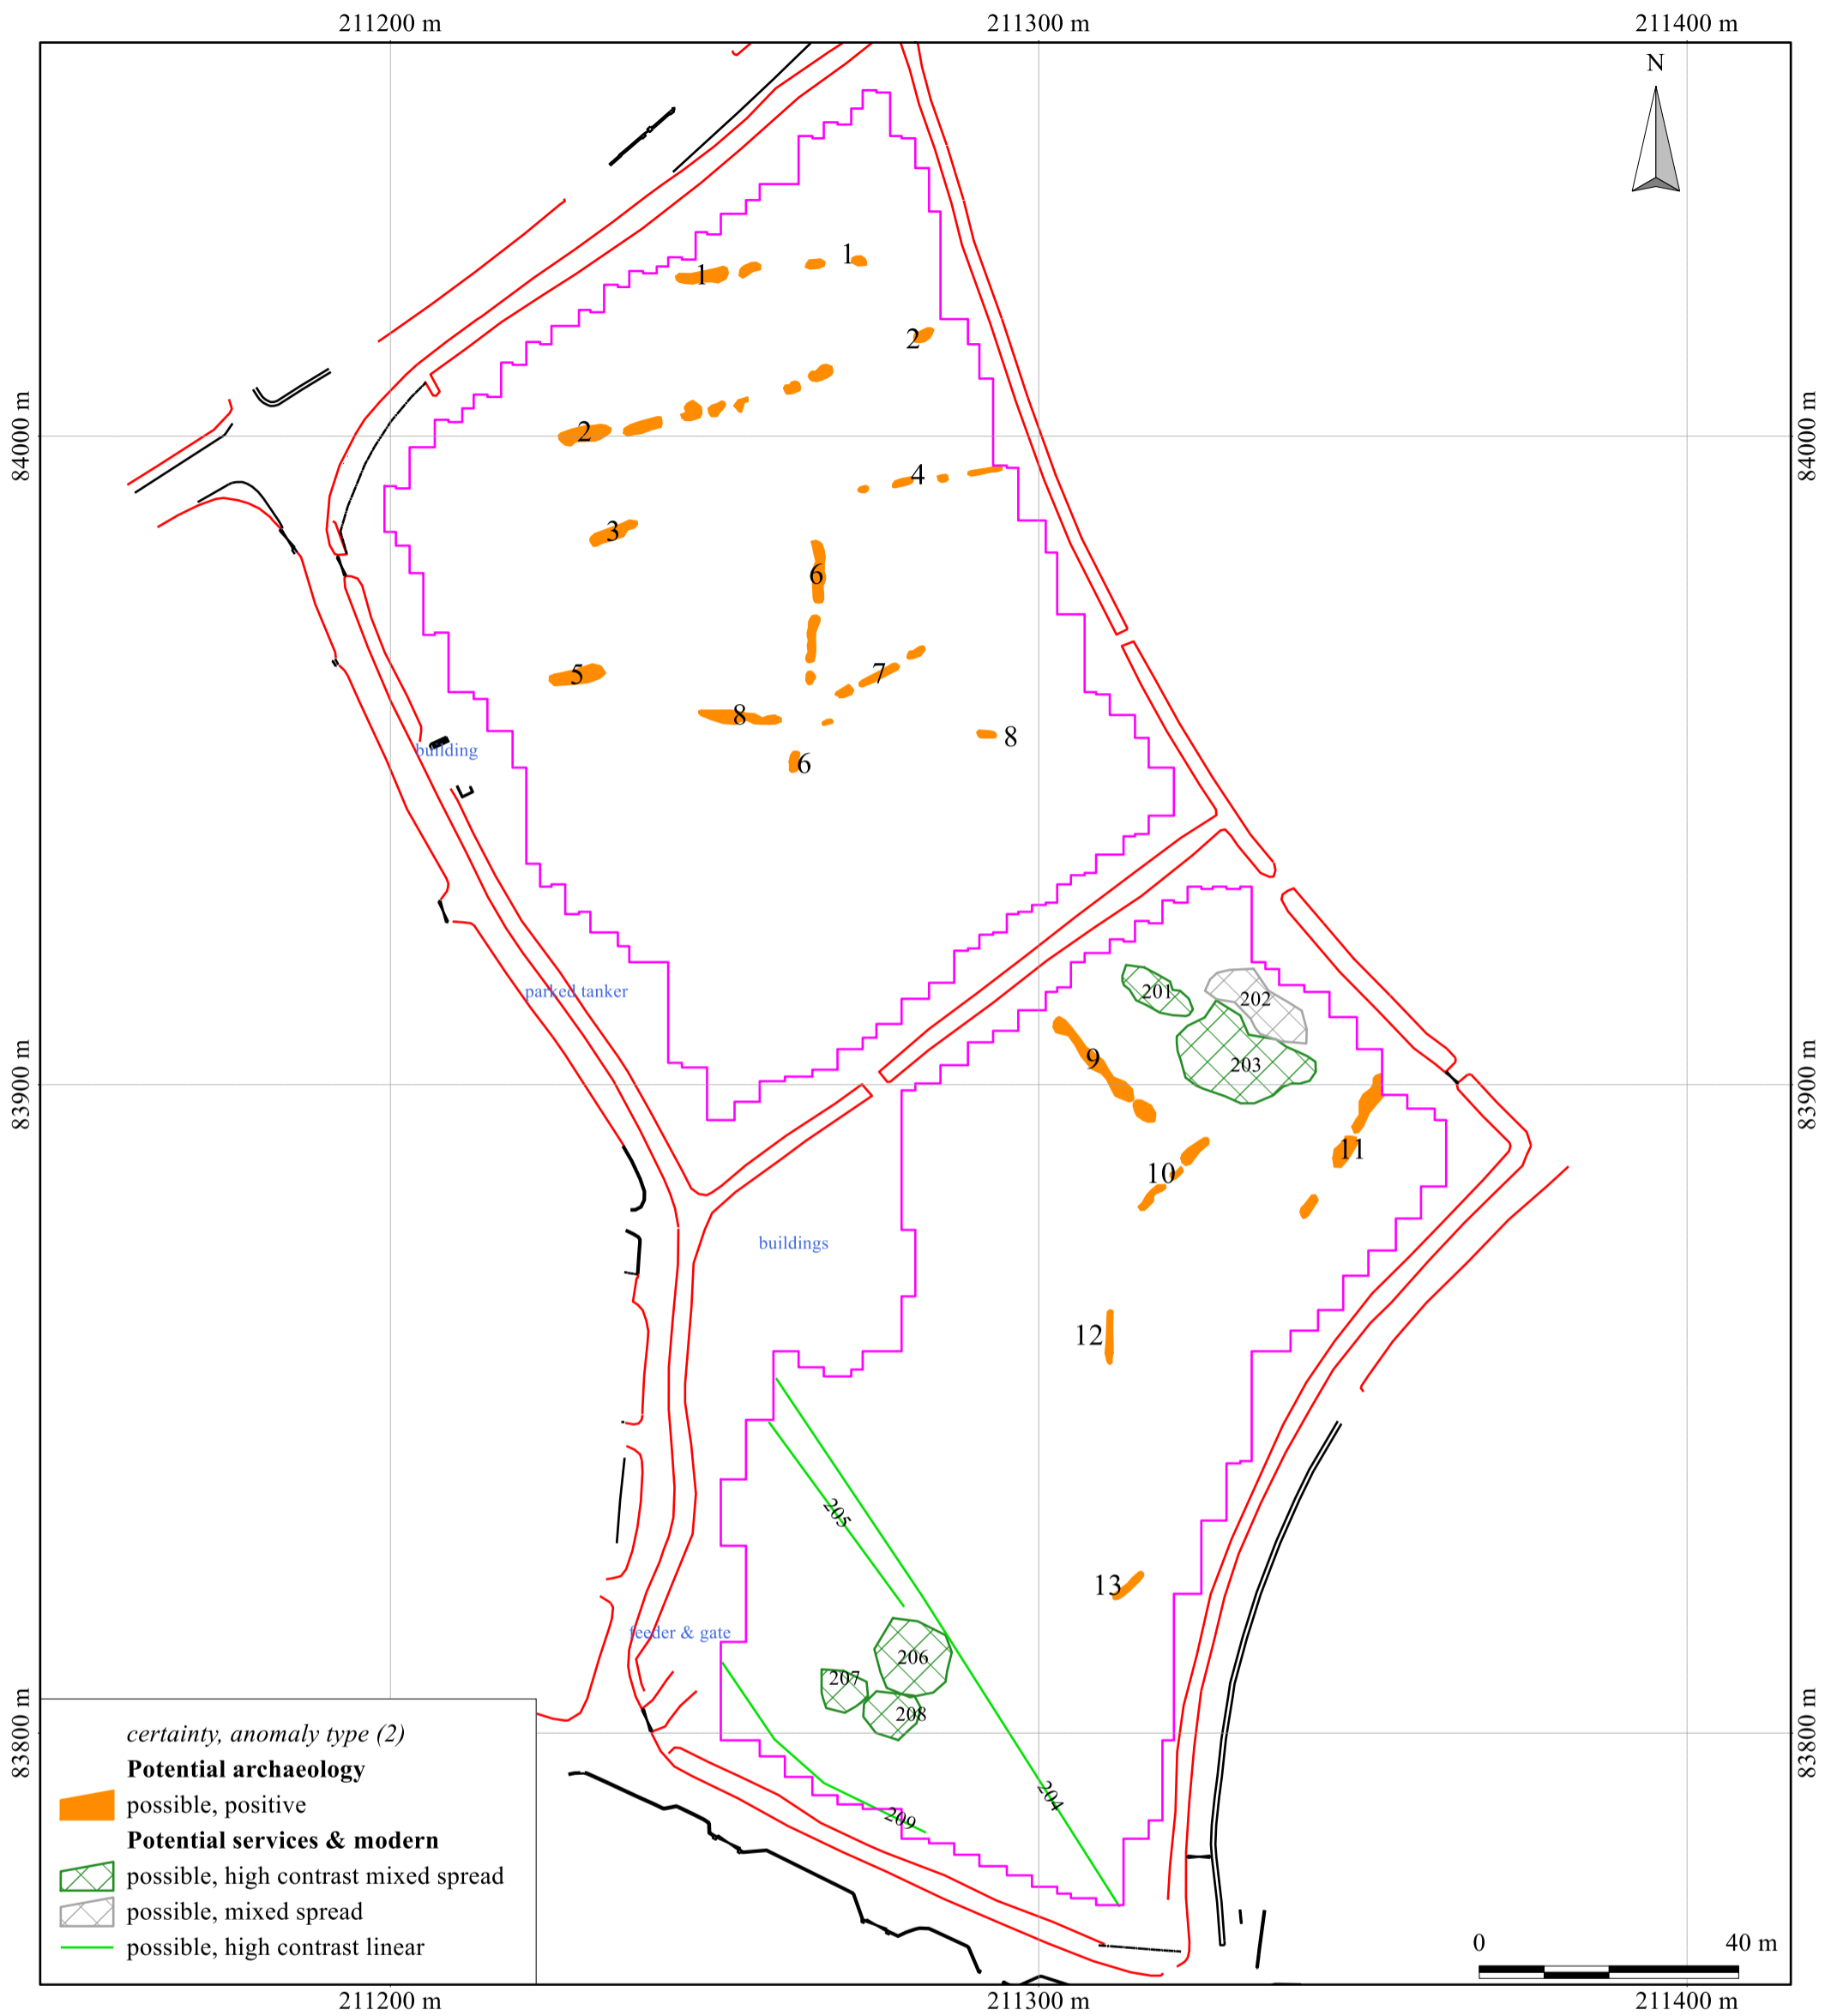 211200 m
211300 m
211400 m
N
1
1
2
2
84000 m
84000 m
4
3
6
7
5
8
8
6
building
parked tanker
201
202
203
9
83900 m
83900 m
11
10
buildings
12
205
13
feeder & gate
206
207
208
83800 m
83800 m
204
209
certainty, anomaly type (2)
Potential archaeology
possible, positive
Potential services & modern
possible, high contrast mixed spread
possible, mixed spread
possible, high contrast linear
0 40 m
211200 m
211300 m
211400 m